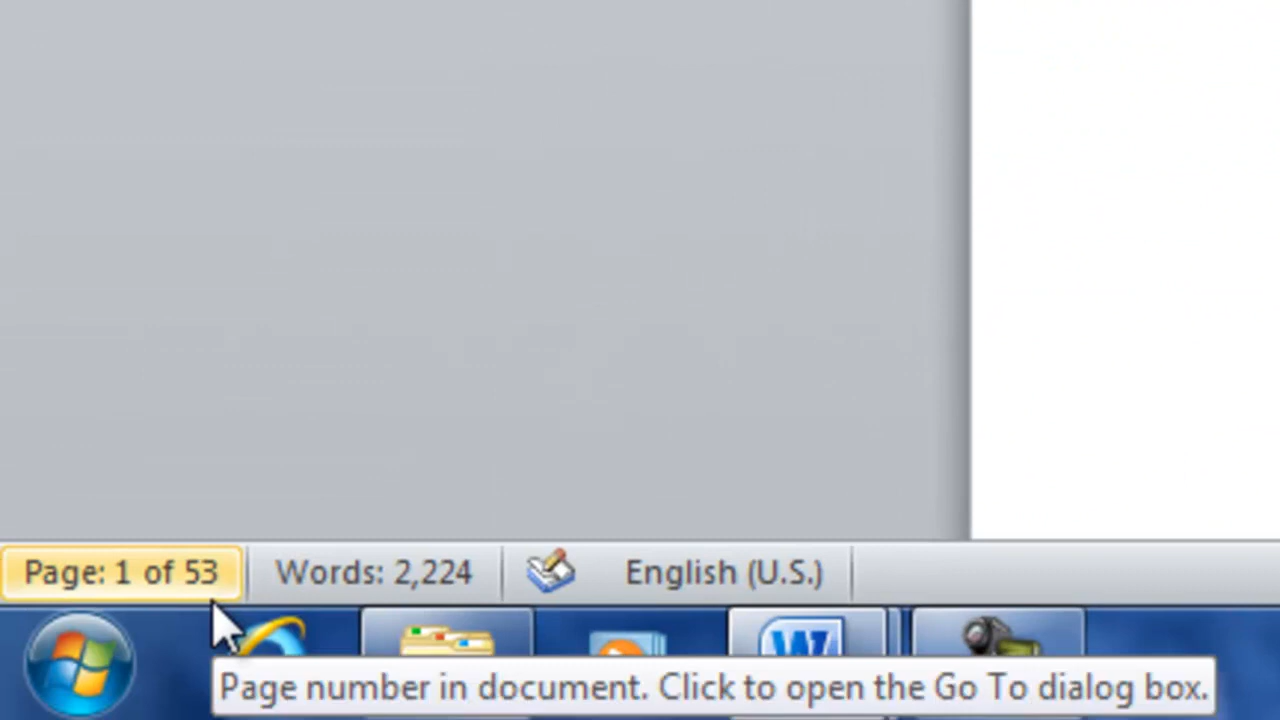 Page: 1 of 53 Words: 2,224 English (U.S.)
W
Page number in document. Click to open the Go To dialog box.